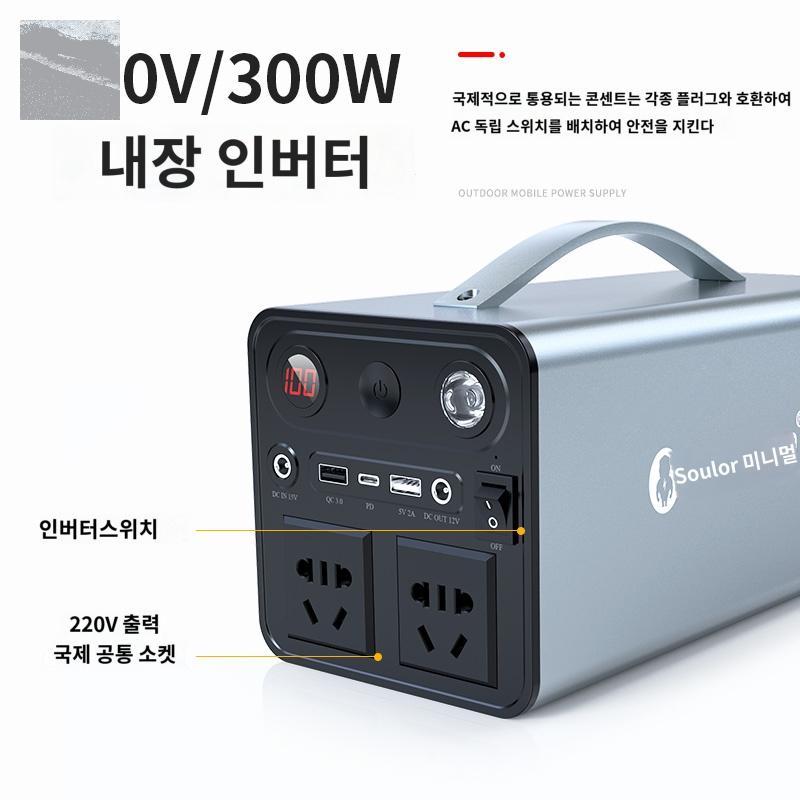 0V/300W
내장 인버터
국제적으로 통용되는 콘센트는 각종 플러그와 호환하여
AC 독립 스위치를 배치하여 안전을 지킨다
OUTDOOR MOBILE POWER SUPPLY
100
Soulor 미니멀
ON
DC IN 15V
QC 3.0
PD
5V 2A
DC OUT 12V
OFF
인버터스위치
220V 출력
국제 공통 소켓